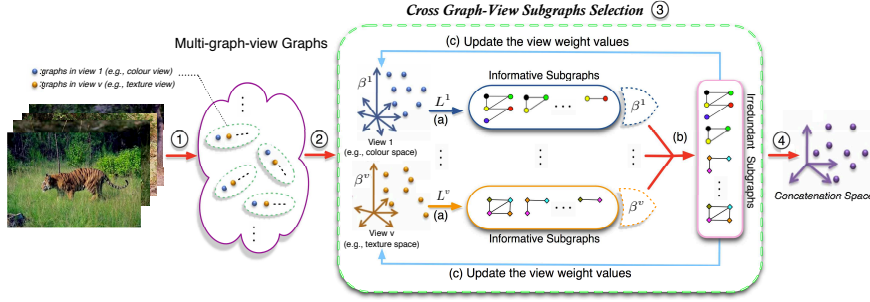 Cross Graph-View Subgraphs Selection ③
Multi-graph-view Graphs
:graphs in view 1 (e.g., colour view)
:graphs in view v (e.g., texture view)
①
②
(c) Update the view weight values
β¹
View 1
(e.g., colour space)
L¹
(a)
Informative Subgraphs
β¹
βᵛ
View v
(e.g., texture space)
Lᵛ
(a)
Informative Subgraphs
βᵛ
(b)
Irredundant Subgraphs
(c) Update the view weight values
④
Concatenation Space